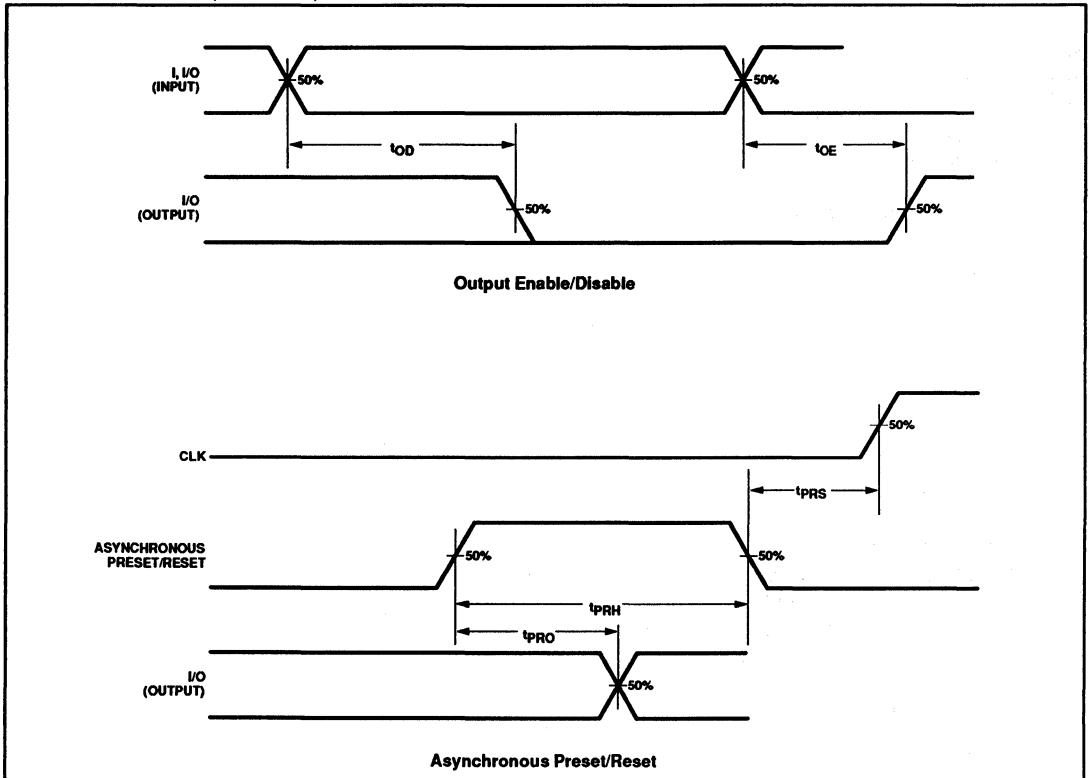 I, I/O
(INPUT)
50%
50%
tOD
tOE
I/O
(OUTPUT)
50%
50%
Output Enable/Disable
50%
CLK
tPRS
ASYNCHRONOUS
PRESET/RESET
50%
50%
tPRH
tPRO
I/O
(OUTPUT)
50%
Asynchronous Preset/Reset